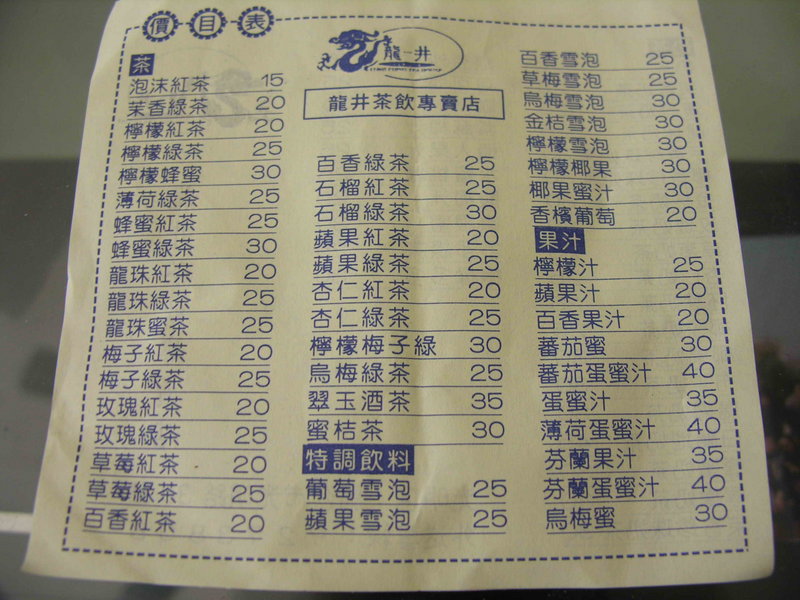 價目表
茶
泡沫紅茶 15
茉香綠茶 20
檸檬紅茶 20
檸檬綠茶 25
檸檬蜂蜜 30
薄荷綠茶 25
蜂蜜紅茶 25
蜂蜜綠茶 30
龍珠紅茶 20
龍珠綠茶 25
龍珠蜜茶 25
梅子紅茶 20
梅子綠茶 25
玫瑰紅茶 20
玫瑰綠茶 25
草莓紅茶 20
草莓綠茶 25
百香紅茶 20
龍井
龍井茶飲專賣店
百香綠茶 25
石榴紅茶 25
石榴綠茶 30
蘋果紅茶 20
蘋果綠茶 25
杏仁紅茶 20
杏仁綠茶 25
檸檬梅子綠 30
烏梅綠茶 25
翠玉酒茶 35
蜜桔茶 30
特調飲料
葡萄雪泡 25
蘋果雪泡 25
百香雪泡 25
草莓雪泡 25
烏梅雪泡 30
金桔雪泡 30
檸檬雪泡 30
檸檬椰果 30
椰果蜜汁 30
香檳葡萄 20
果汁
檸檬汁 25
蘋果汁 20
百香果汁 20
蕃茄蜜 30
蕃茄蛋蜜汁 40
蛋蜜汁 35
薄荷蛋蜜汁 40
芬蘭果汁 35
芬蘭蛋蜜汁 40
烏梅蜜 30